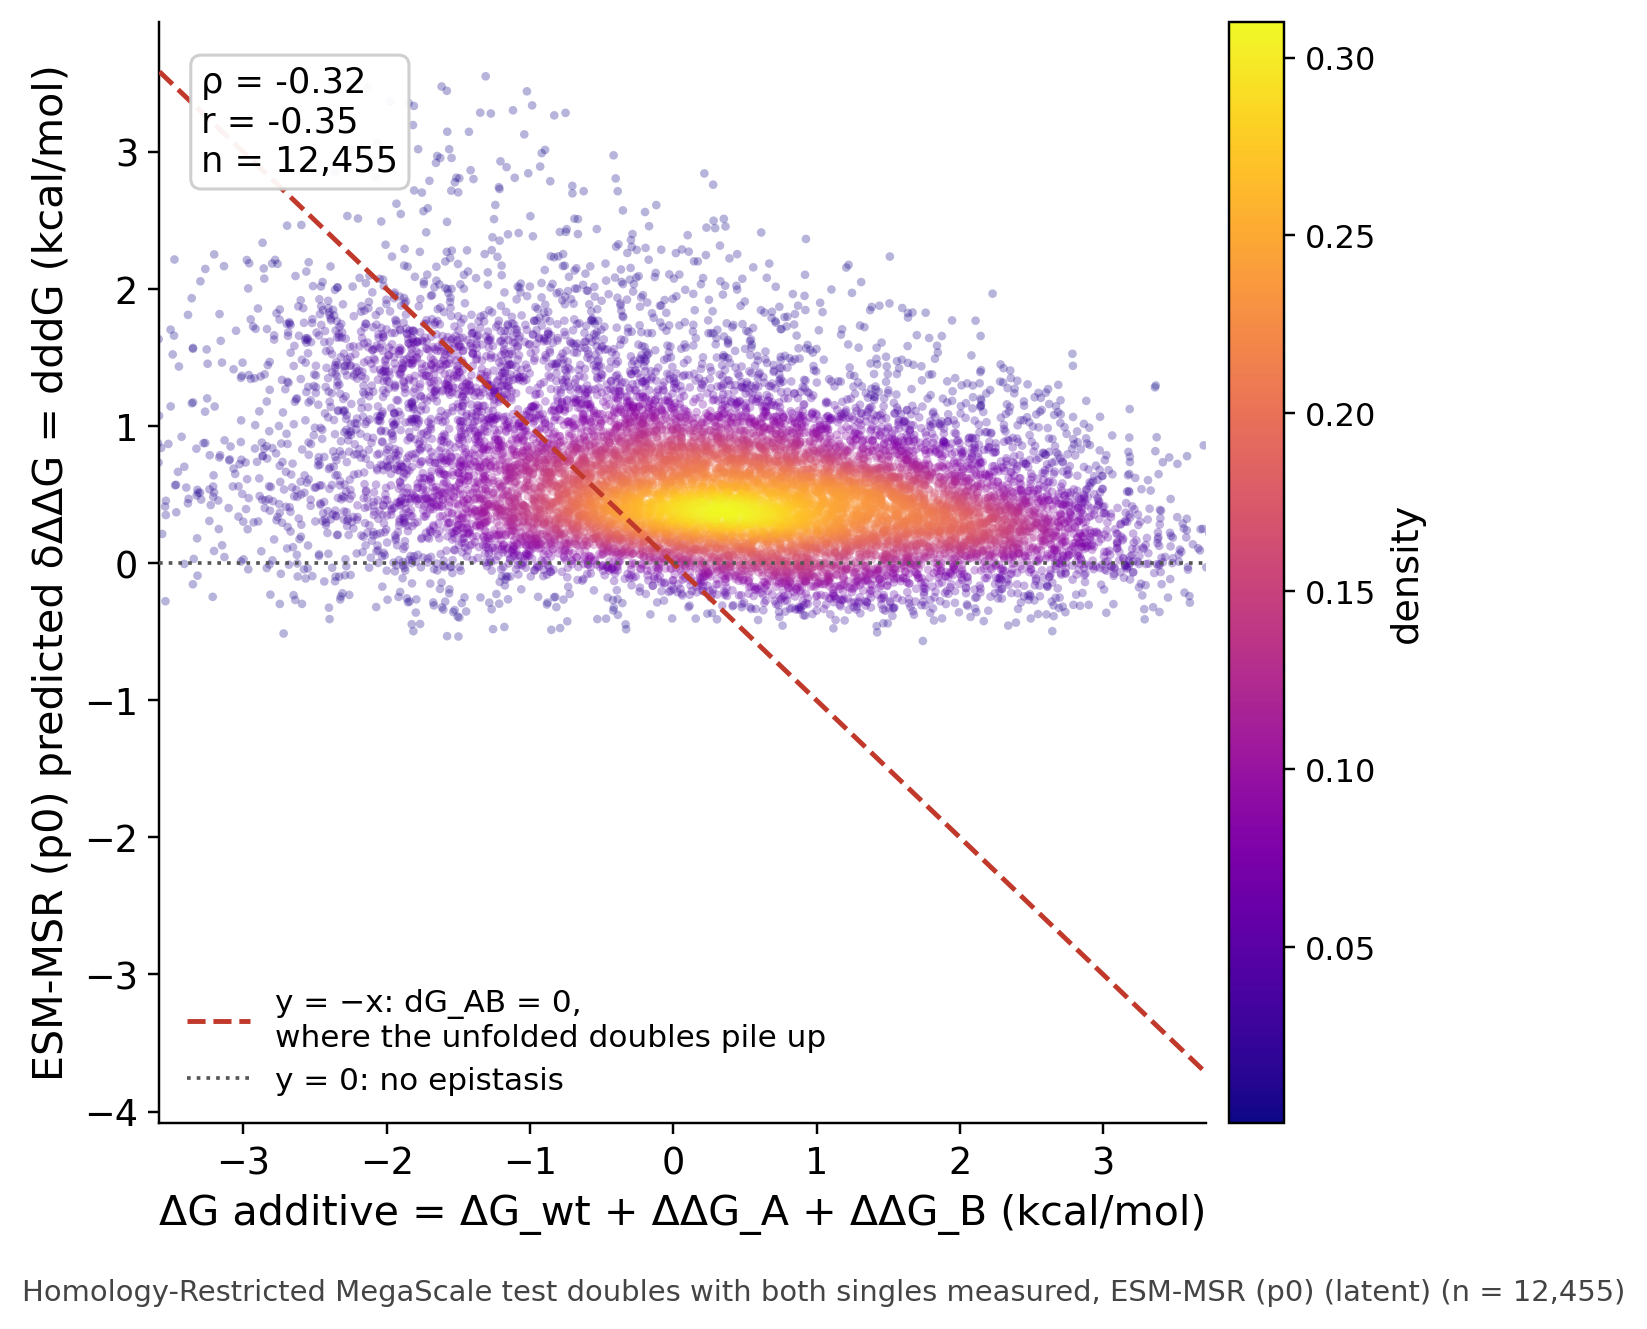 ρ = -0.32
r = -0.35
n = 12,455
ESM-MSR (p0) predicted δΔΔG = dddG (kcal/mol)
3
2
1
0
−1
−2
−3
−4
y = −x: dG_AB = 0,
where the unfolded doubles pile up
y = 0: no epistasis
−3
−2
−1
0
1
2
3
ΔG additive = ΔG_wt + ΔΔG_A + ΔΔG_B (kcal/mol)
0.30
0.25
0.20
0.15
0.10
0.05
density
Homology-Restricted MegaScale test doubles with both singles measured, ESM-MSR (p0) (latent) (n = 12,455)